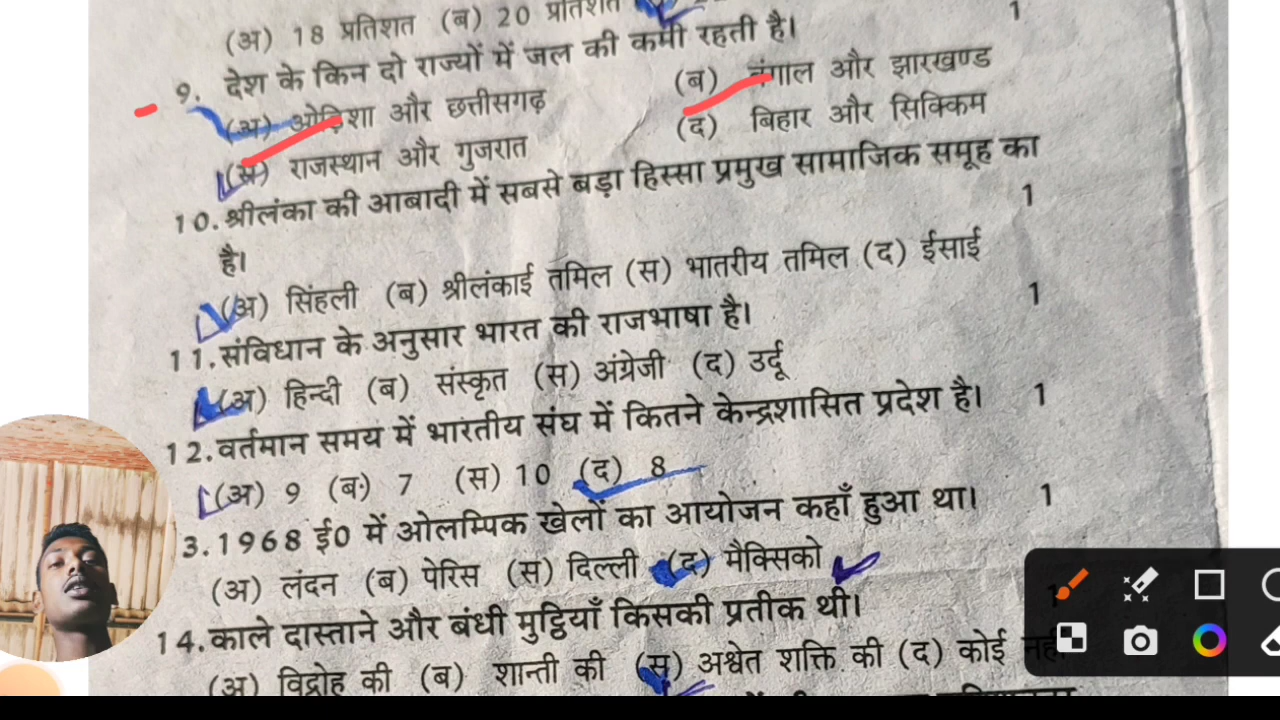 (अ) 18 प्रतिशत (ब) 20 प्रतिशत
1
9. देश के किन दो राज्यों में जल की कमी रहती है।
(अ) ओड़िशा और छत्तीसगढ़ (ब) बंगाल और झारखण्ड
(अ) राजस्थान और गुजरात (द) बिहार और सिक्किम
10. श्रीलंका की आबादी में सबसे बड़ा हिस्सा प्रमुख सामाजिक समूह का
है। 1
(अ) सिंहली (ब) श्रीलंकाई तमिल (स) भातरीय तमिल (द) ईसाई
11. संविधान के अनुसार भारत की राजभाषा है। 1
(अ) हिन्दी (ब) संस्कृत (स) अंग्रेजी (द) उर्दू
12. वर्तमान समय में भारतीय संघ में कितने केन्द्रशासित प्रदेश है। 1
(अ) 9 (ब) 7 (स) 10 (द) 8
3. 1968 ई0 में ओलम्पिक खेलों का आयोजन कहाँ हुआ था। 1
(अ) लंदन (ब) पेरिस (स) दिल्ली (द) मैक्सिको
14. काले दास्ताने और बंधी मुट्ठियाँ किसकी प्रतीक थी। 1
(अ) विद्रोह की (ब) शान्ती की (स) अश्वेत शक्ति की (द) कोई नहीं